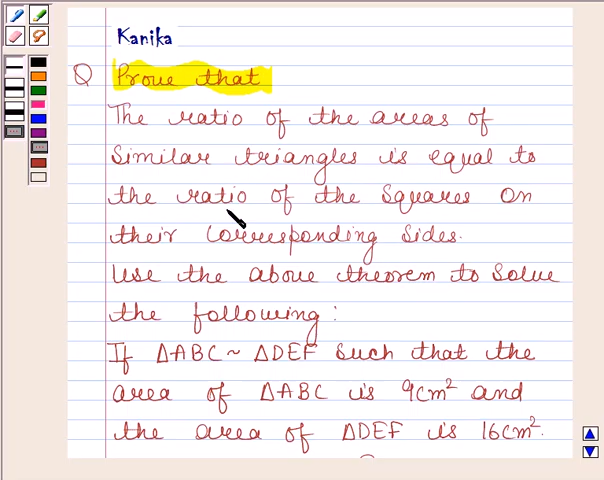 Kanika
Q Prove that
The ratio of the areas of
Similar triangles is equal to
the ratio of the Squares on
their Corresponding Sides.
Use the above theorem to Solve
the following :
If ΔABC ~ ΔDEF Such that the
area of ΔABC is 9cm² and
the area of ΔDEF is 16cm².